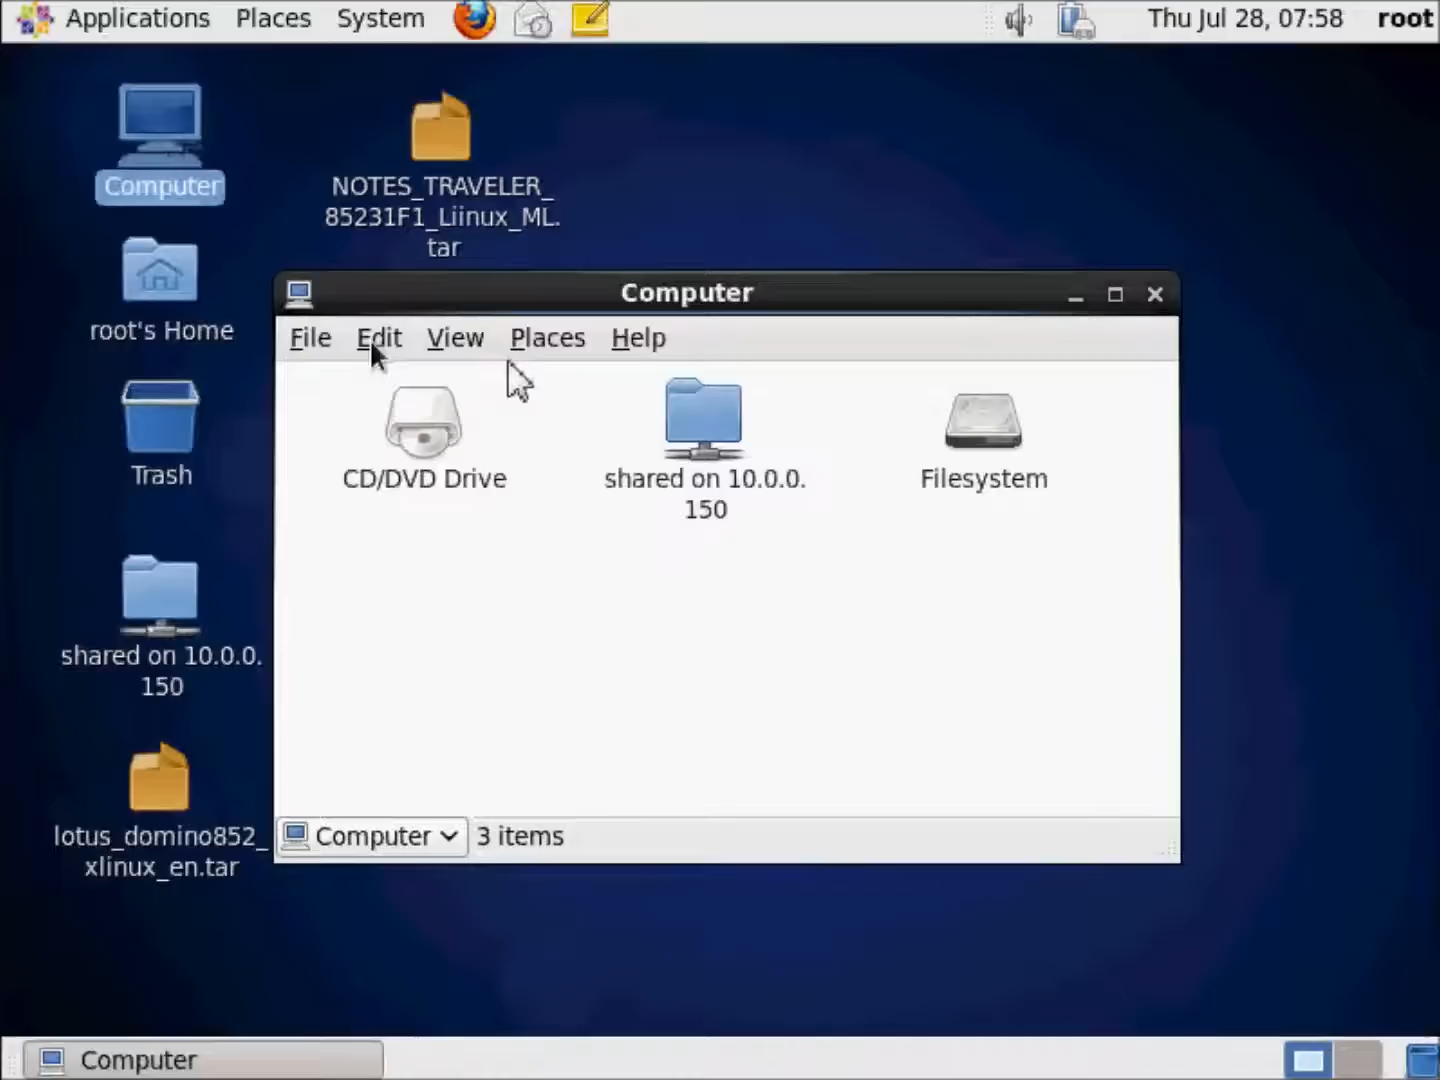 Applications Places System Thu Jul 28, 07:58 root
Computer
NOTES_TRAVELER_
85231F1_Liinux_ML.
tar
root's Home
Trash
shared on 10.0.0.
150
lotus_domino852_
xlinux_en.tar
Computer
File Edit View Places Help
CD/DVD Drive
shared on 10.0.0.
150
Filesystem
Computer 3 items
Computer